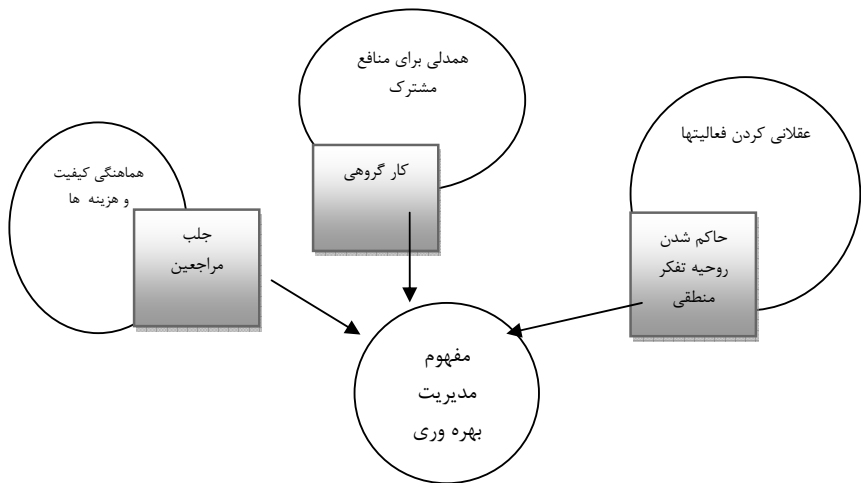 همدلی برای منافع
مشترک
عقلانی کردن فعالیتها
هماهنگی کیفیت
و هزینه ها
کار گروهی
جلب
مراجعین
حاکم شدن
روحیه تفکر
منطقی
مفهوم
مدیریت
بهره وری